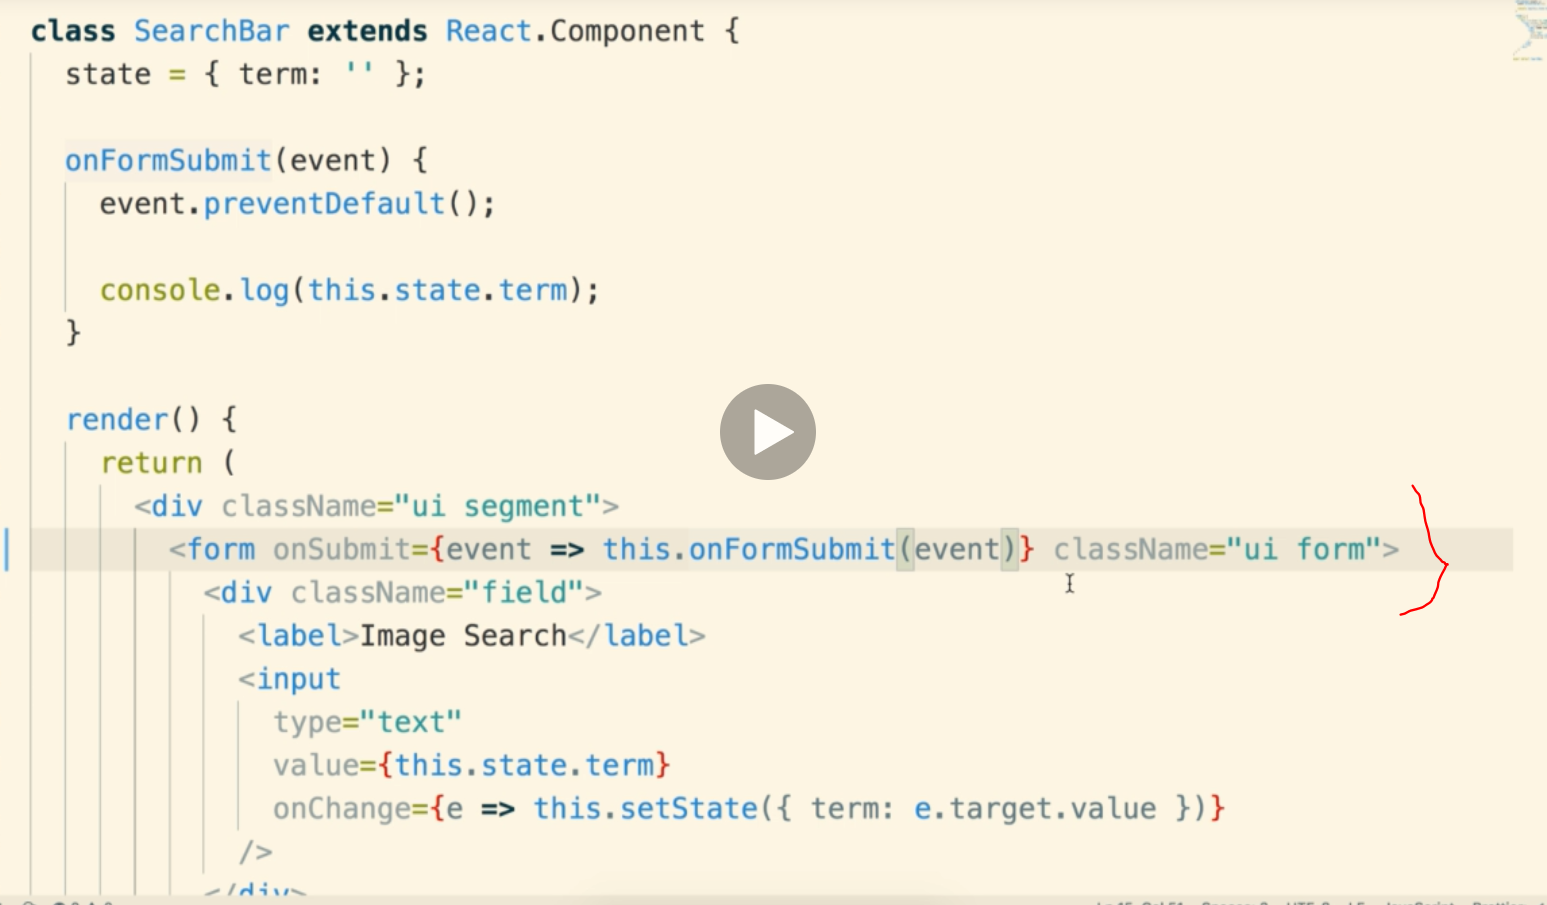 class SearchBar extends React.Component {
state = { term: '' };
onFormSubmit(event) {
event.preventDefault();
console.log(this.state.term);
}
render() {
return (
<div className="ui segment">
<form onSubmit={event => this.onFormSubmit(event)} className="ui form">
<div className="field">
<label>Image Search</label>
<input
type="text"
value={this.state.term}
onChange={e => this.setState({ term: e.target.value })}
/>
</div>